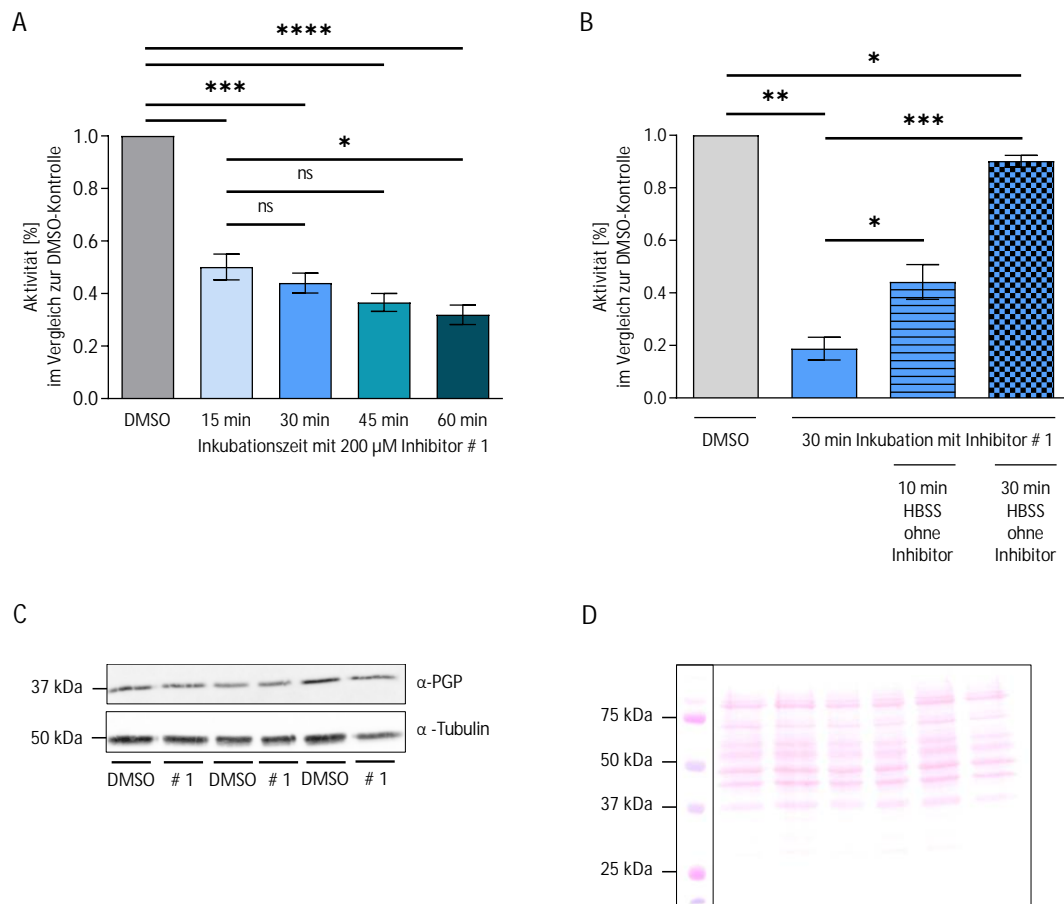 A
****
***
*
ns
ns
Aktivität [%]
im Vergleich zur DMSO-Kontrolle
1.0
0.8
0.6
0.4
0.2
0.0
DMSO
15 min
30 min
45 min
60 min
Inkubationszeit mit 200 µM Inhibitor # 1
B
*
**
***
*
Aktivität [%]
im Vergleich zur DMSO-Kontrolle
1.0
0.8
0.6
0.4
0.2
0.0
DMSO
30 min Inkubation mit Inhibitor # 1
10 min
HBSS
ohne
Inhibitor
30 min
HBSS
ohne
Inhibitor
C
37 kDa
α-PGP
50 kDa
α -Tubulin
DMSO
# 1
DMSO
# 1
DMSO
# 1
D
75 kDa
50 kDa
37 kDa
25 kDa